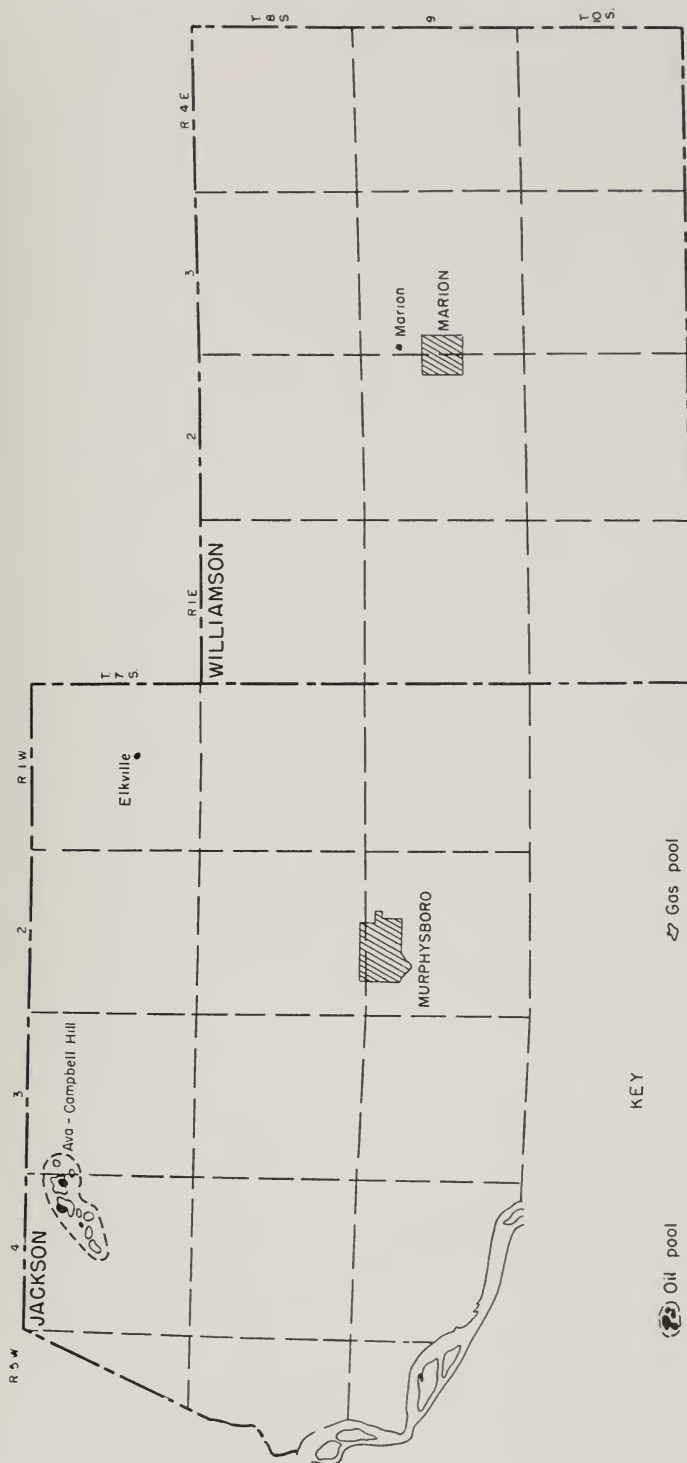 R 5 W
4
3
2
R 1 W
JACKSON
Ava - Campbell Hill
T.
7
S.
Elkville
R 1 E
2
3
R 4 E
WILLIAMSON
T
8
S
Marion
9
MARION
MURPHYSBORO
T
10
S.
KEY
Oil pool
Gas pool